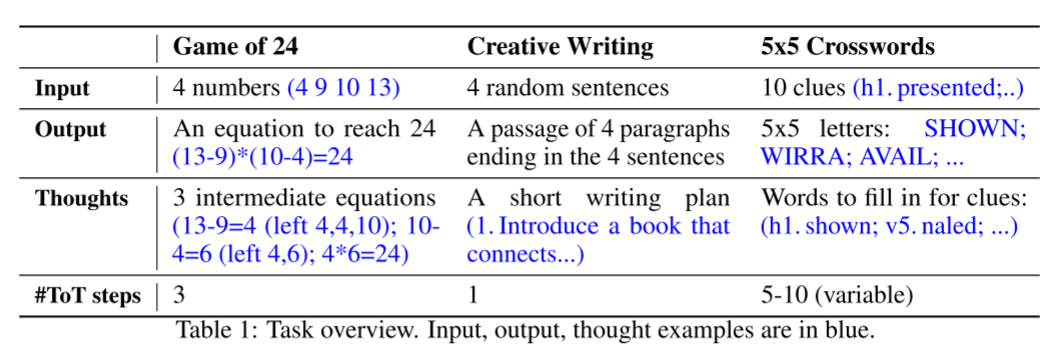 Game of 24 Creative Writing 5x5 Crosswords
Input 4 numbers (4 9 10 13) 4 random sentences 10 clues (h1. presented;..)
Output An equation to reach 24 A passage of 4 paragraphs 5x5 letters: SHOWN;
(13-9)*(10-4)=24 ending in the 4 sentences WIRRA; AVAIL; ...
Thoughts 3 intermediate equations A short writing plan Words to fill in for clues:
(13-9=4 (left 4,4,10); 10- (1. Introduce a book that (h1. shown; v5. naled; ...)
4=6 (left 4,6); 4*6=24) connects...)
#ToT steps 3 1 5-10 (variable)
Table 1: Task overview. Input, output, thought examples are in blue.